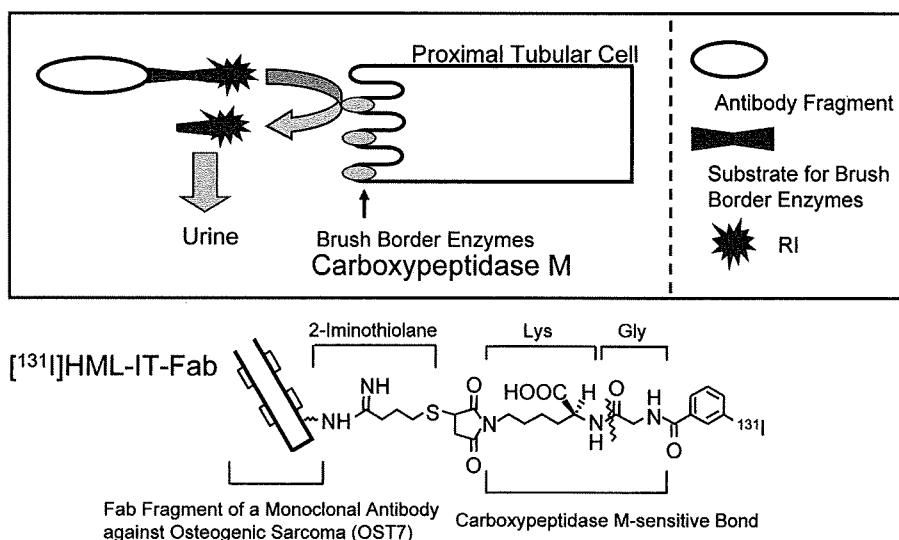 Proximal Tubular Cell
Urine
Brush Border Enzymes
Carboxypeptidase M
Antibody Fragment
Substrate for Brush
Border Enzymes
RI
[¹³¹I]HML-IT-Fab
2-Iminothiolane
Lys
Gly
NH
NH
S
O
O
N
HOOC
H
N
H
O
H
N
O
¹³¹I
Fab Fragment of a Monoclonal Antibody
against Osteogenic Sarcoma (OST7)
Carboxypeptidase M-sensitive Bond